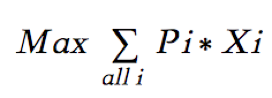 Max ∑ Pi * Xi
all i